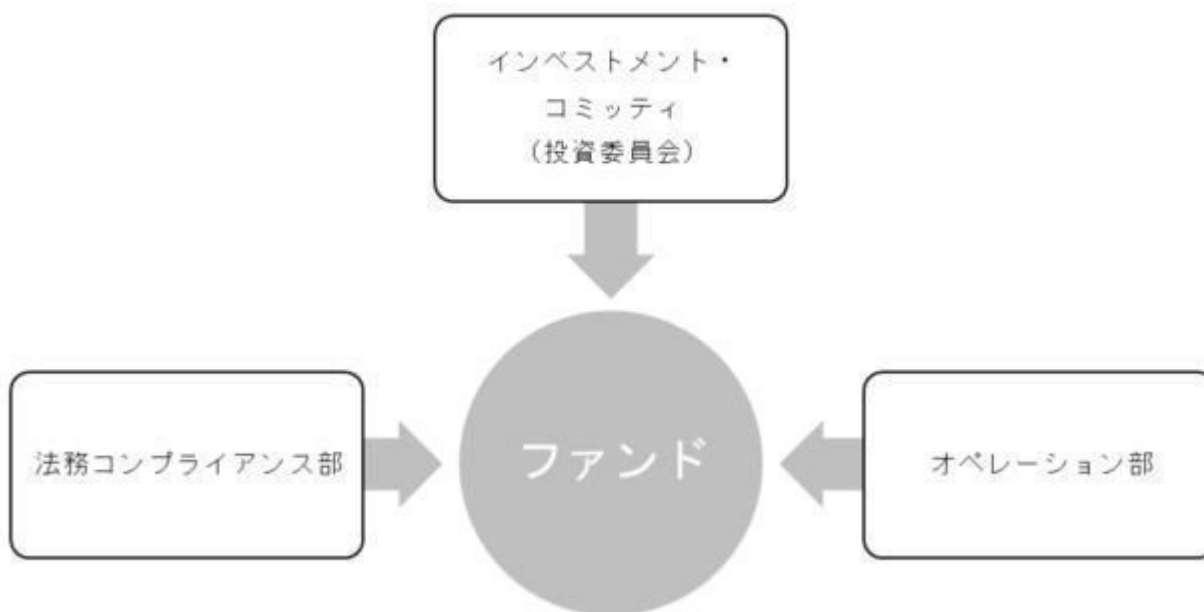 インベストメント・
コミッティ
（投資委員会）
法務コンプライアンス部
ファンド
オペレーション部